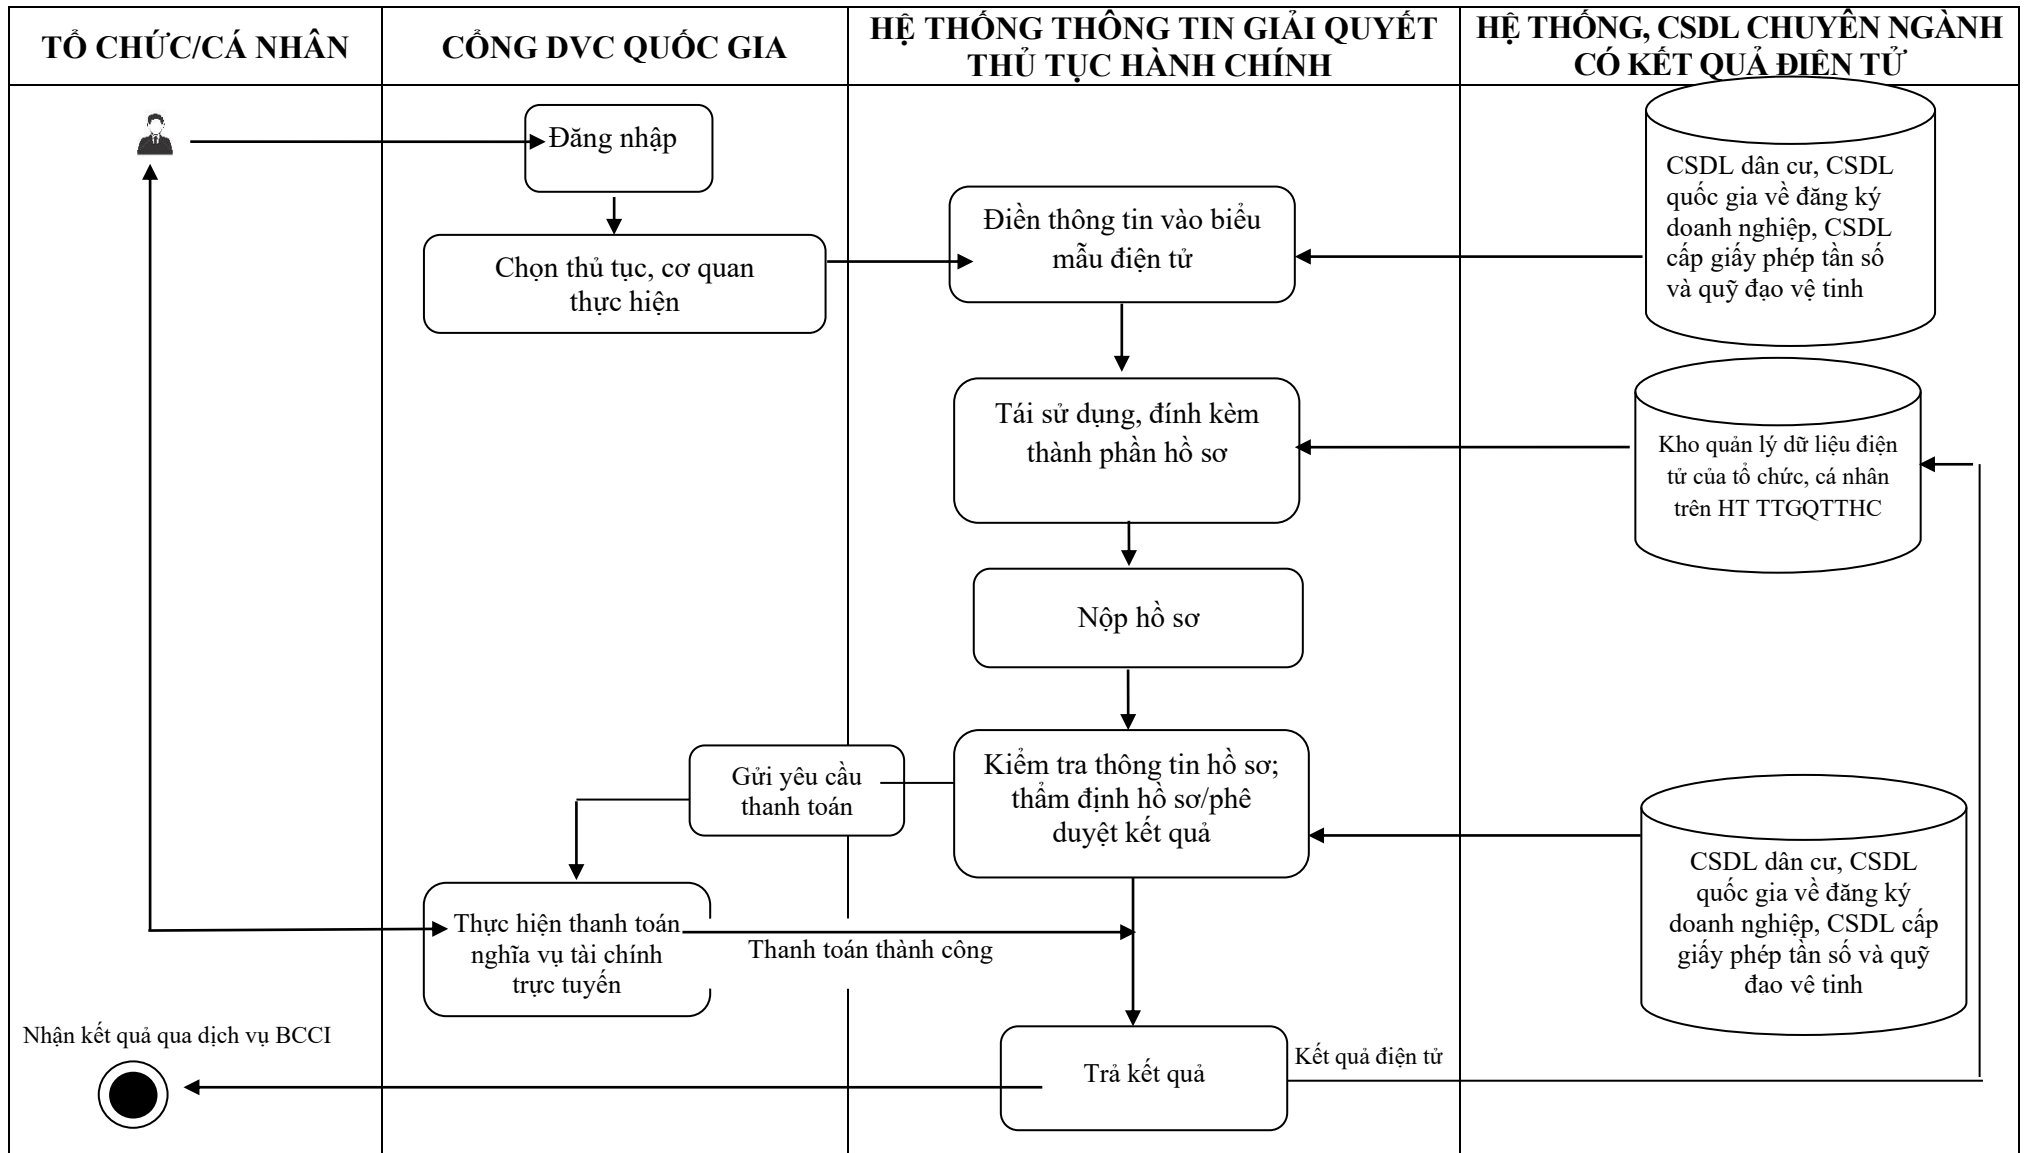 TỔ CHỨC/CÁ NHÂN
CỔNG DVC QUỐC GIA
HỆ THỐNG THÔNG TIN GIẢI QUYẾT
THỦ TỤC HÀNH CHÍNH
HỆ THỐNG, CSDL CHUYÊN NGÀNH
CÓ KẾT QUẢ ĐIỆN TỬ
Đăng nhập
Chọn thủ tục, cơ quan
thực hiện
Điền thông tin vào biểu
mẫu điện tử
CSDL dân cư, CSDL
quốc gia về đăng ký
doanh nghiệp, CSDL
cấp giấy phép tần số
và quỹ đạo vệ tinh
Tái sử dụng, đính kèm
thành phần hồ sơ
Kho quản lý dữ liệu điện
tử của tổ chức, cá nhân
trên HT TTGQTTHC
Nộp hồ sơ
Kiểm tra thông tin hồ sơ;
thẩm định hồ sơ/phê
duyệt kết quả
Gửi yêu cầu
thanh toán
CSDL dân cư, CSDL
quốc gia về đăng ký
doanh nghiệp, CSDL cấp
giấy phép tần số và quỹ
đạo vệ tinh
Thực hiện thanh toán
nghĩa vụ tài chính
trực tuyến
Thanh toán thành công
Nhận kết quả qua dịch vụ BCCI
Trả kết quả
Kết quả điện tử